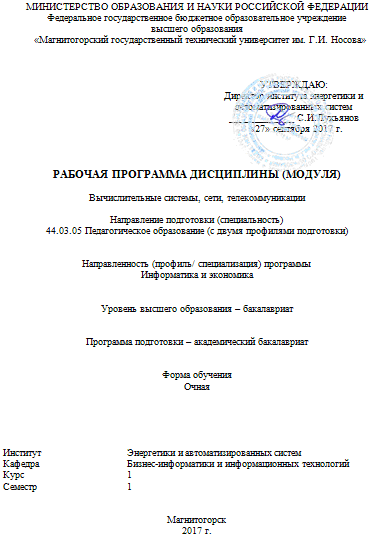 МИНИСТЕРСТВО ОБРАЗОВАНИЯ И НАУКИ РОССИЙСКОЙ ФЕДЕРАЦИИ
Федеральное государственное бюджетное образовательное учреждение
высшего образования
«Магнитогорский государственный технический университет им. Г.И. Носова»
УТВЕРЖДАЮ:
Директор института энергетики и
автоматизированных систем
С.И.Лукьянов
«27» сентября 2017 г.
РАБОЧАЯ ПРОГРАММА ДИСЦИПЛИНЫ (МОДУЛЯ)
Вычислительные системы, сети, телекоммуникации
Направление подготовки (специальность)
44.03.05 Педагогическое образование (с двумя профилями подготовки)
Направленность (профиль/ специализация) программы
Информатика и экономика
Уровень высшего образования – бакалавриат
Программа подготовки – академический бакалавриат
Форма обучения
Очная
Институт Энергетики и автоматизированных систем
Кафедра Бизнес-информатики и информационных технологий
Курс 1
Семестр 1
Магнитогорск
2017 г.